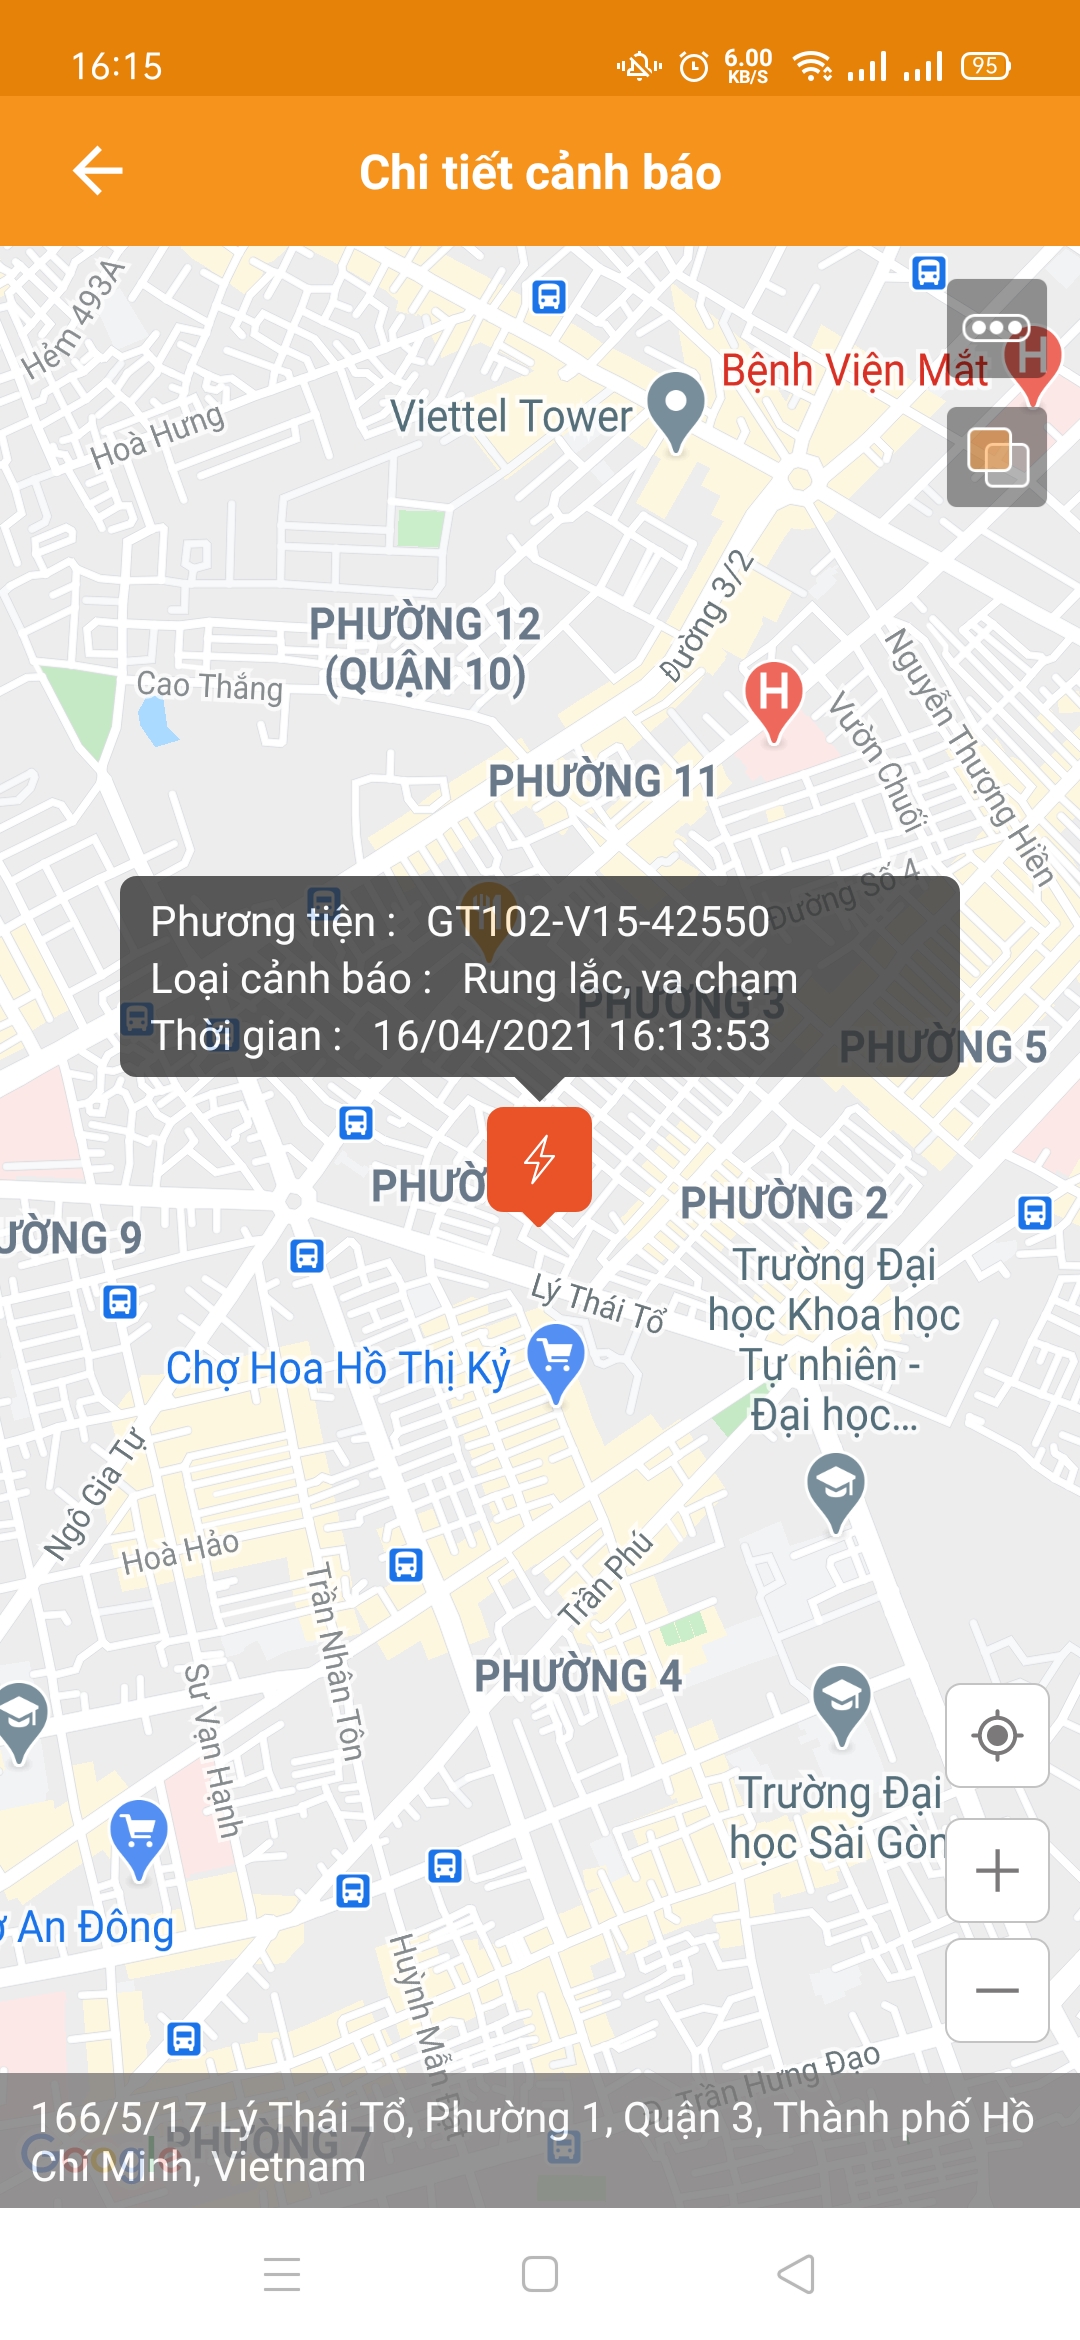 16:15
6.00
KB/S
95
Chi tiết cảnh báo
Hẻm 493A
Hoà Hưng
Viettel Tower
Bệnh Viện Mắt
H
Đường 3/2
PHƯỜNG 12
(QUẬN 10)
Cao Thắng
H
Nguyễn Thượng Hiền
Vườn Chuối
PHƯỜNG 11
Đường Số 4
Phương tiện : GT102-V15-42550
Loại cảnh báo : Rung lắc, va chạm
PHƯỜNG 3
Thời gian : 16/04/2021 16:13:53
PHƯỜNG 5
PHƯỜ
PHƯỜNG 2
ƯỜNG 9
Lý Thái Tổ
Trường Đại
học Khoa học
Tự nhiên -
Đại học...
Chợ Hoa Hồ Thị Kỷ
Ngô Gia Tự
Hoà Hảo
Trần Nhân Tôn
Trần Phú
Sư Vạn Hạnh
PHƯỜNG 4
Trường Đại
học Sài Gòn
ợ An Đông
Huỳnh Mẫn Đạt
Đ. Trần Hưng Đạo
166/5/17 Lý Thái Tổ, Phường 1, Quận 3, Thành phố Hồ
Chí Minh, Vietnam
Google
PHƯỜNG 7